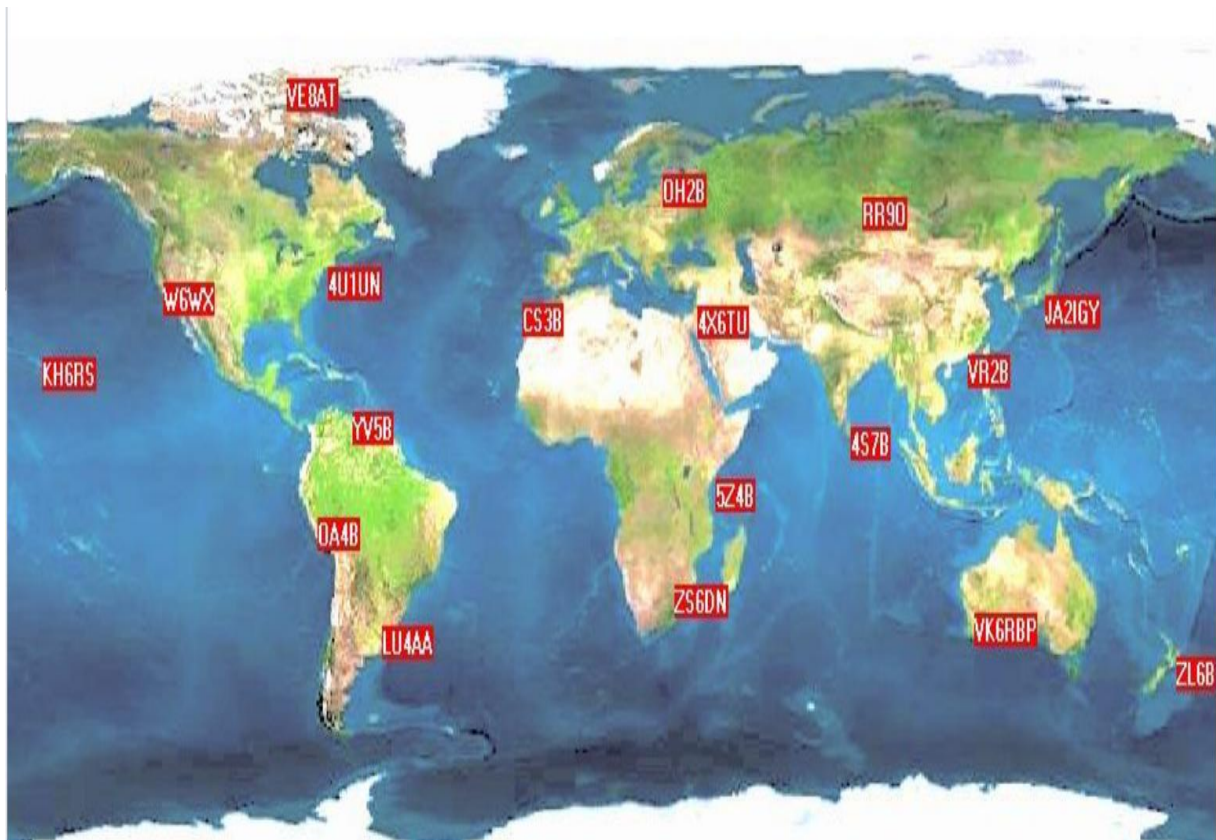 VE8AT
OH2B
RR9O
4U1UN
W6WX
CS3B
4X6TU
JA2IGY
KH6RS
VR2B
YV5B
4S7B
5Z4B
OA4B
ZS6DN
VK6RBP
LU4AA
ZL6B